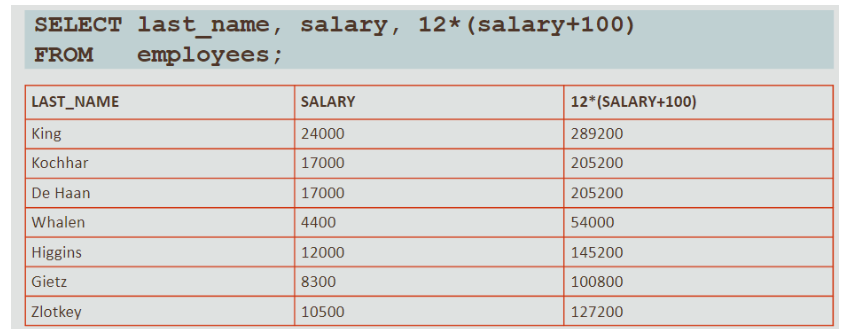 SELECT last_name, salary, 12*(salary+100)
FROM employees;
LAST_NAME SALARY 12*(SALARY+100)
King 24000 289200
Kochhar 17000 205200
De Haan 17000 205200
Whalen 4400 54000
Higgins 12000 145200
Gietz 8300 100800
Zlotkey 10500 127200